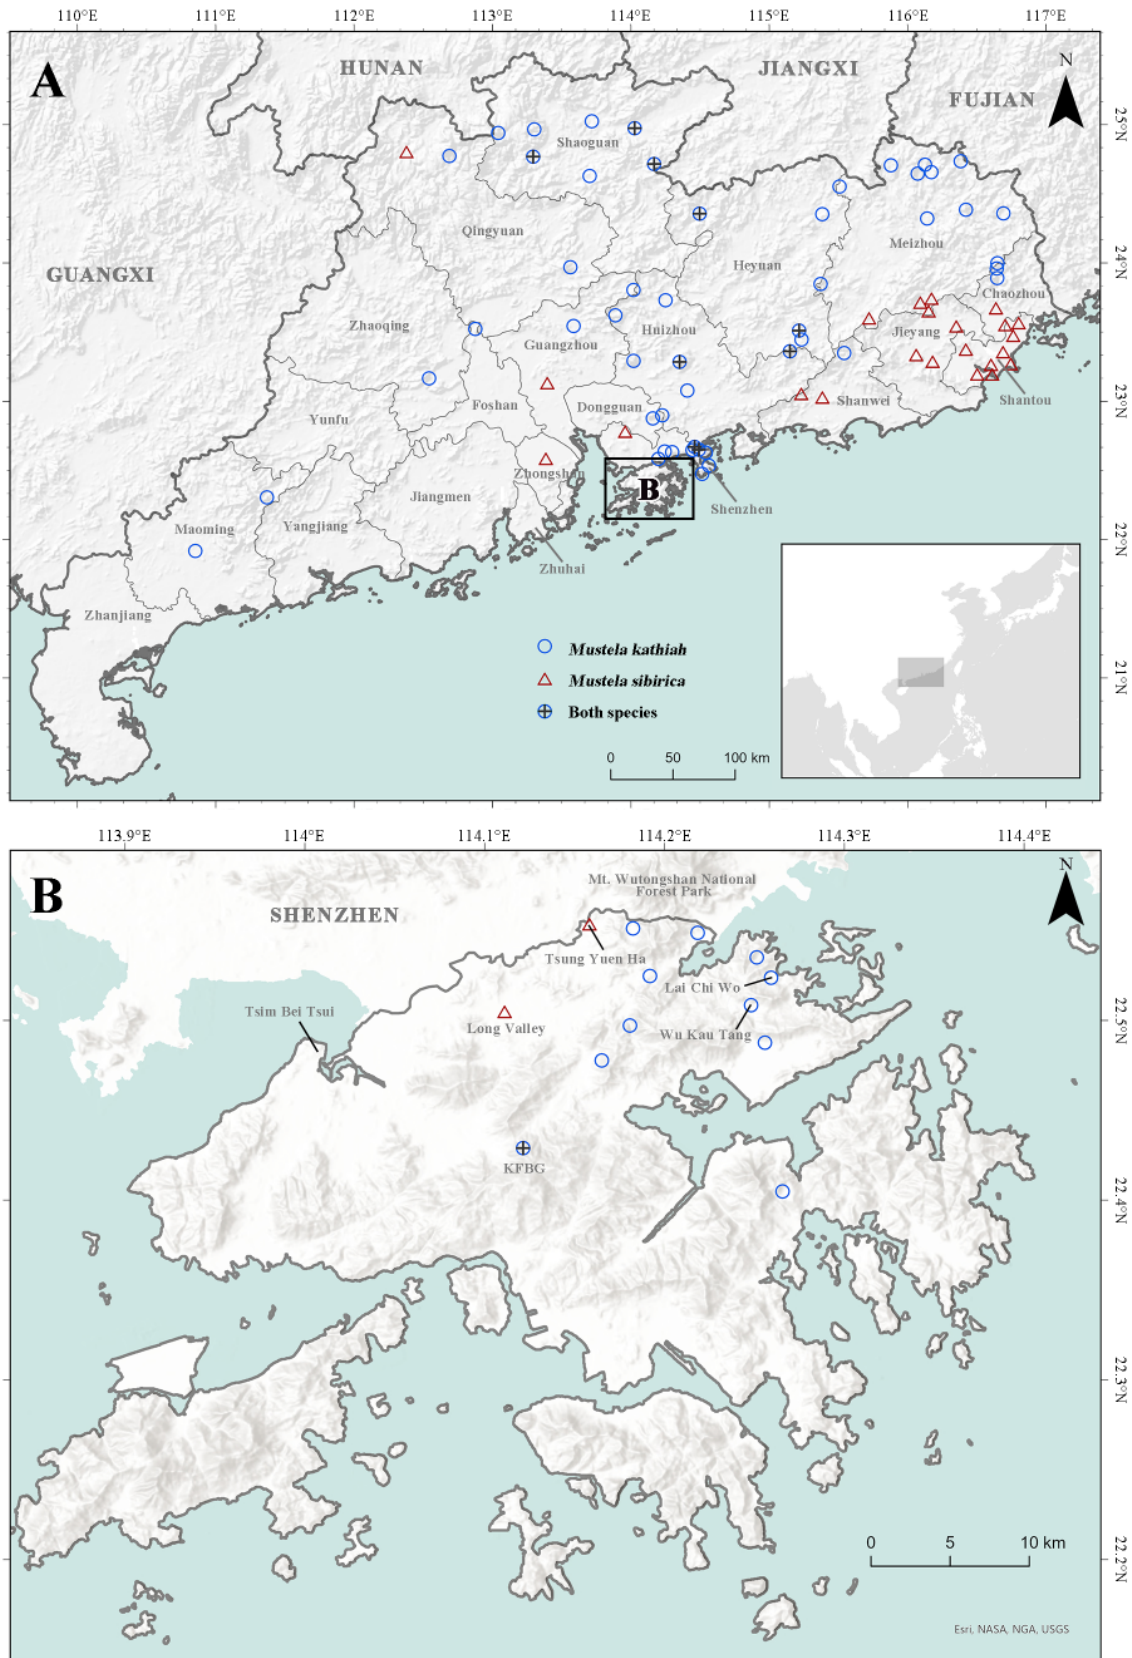 110°E 111°E 112°E 113°E 114°E 115°E 116°E 117°E
A
N
HUNAN
JIANGXI
FUJIAN
25°N
Shaoguan
Qingyuan
Meizhou
GUANGXI
Heyuan
24°N
Chaozhou
Zhaoqing
Huizhou
Jieyang
Guangzhou
Foshan
Dongguan
Shanwei
Shantou
23°N
Yunfu
Zhongshan
Jiangmen
B
Shenzhen
Maoming
Yangjiang
22°N
Zhuhai
Zhanjiang
Mustela kathiah
Mustela sibirica
21°N
Both species
0 50 100 km
113.9°E 114°E 114.1°E 114.2°E 114.3°E 114.4°E
B
N
Mt. Wutongshan National
Forest Park
SHENZHEN
Tsung Yuen Ha
Lai Chi Wo
Tsim Bei Tsui
Long Valley
Wu Kau Tang
22.5°N
KFBG
22.4°N
22.3°N
0 5 10 km
22.2°N
Esri, NASA, NGA, USGS